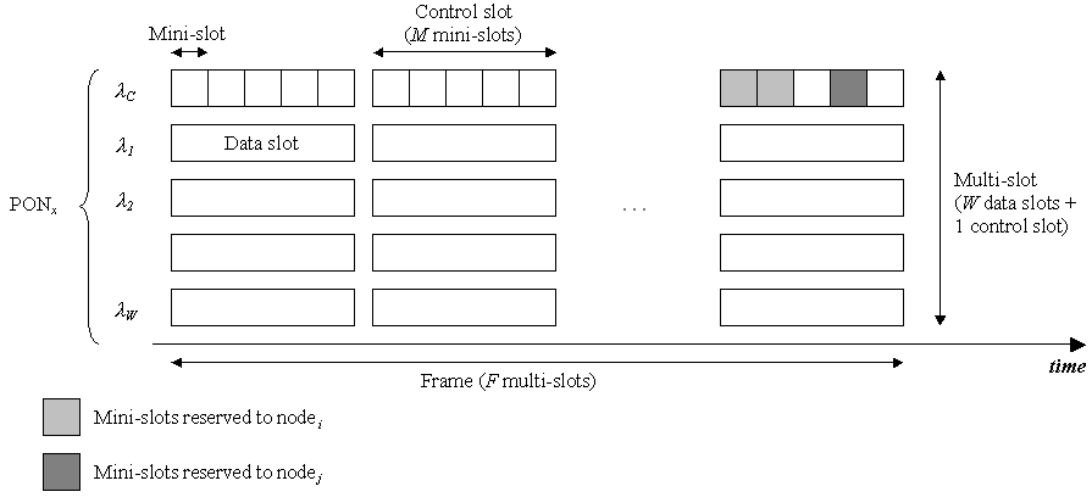 Control slot
(M mini-slots)
Mini-slot
λC
λ1
Data slot
PONx
λ2
...
Multi-slot
(W data slots +
1 control slot)
λW
time
Frame (F multi-slots)
Mini-slots reserved to nodei
Mini-slots reserved to nodej